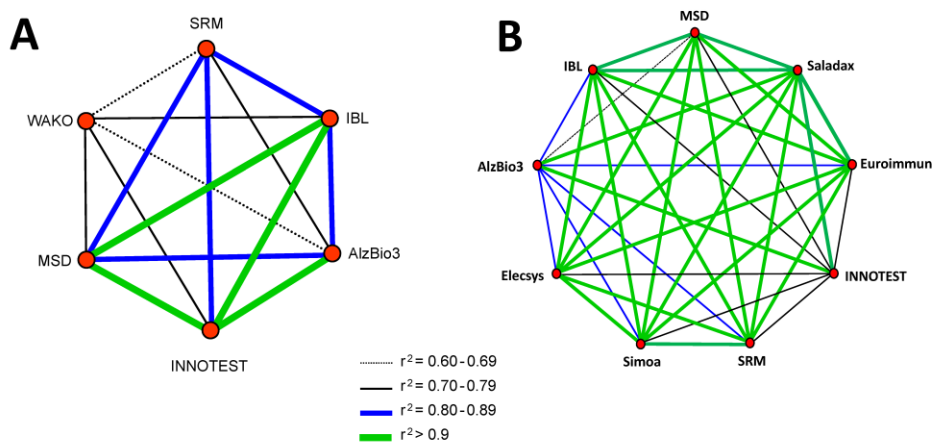 A
SRM
WAKO
IBL
MSD
AlzBio3
INNOTEST
r² = 0.60 - 0.69
r² = 0.70 - 0.79
r² = 0.80 - 0.89
r² > 0.9
B
MSD
IBL
Saladax
AlzBio3
Euroimmun
Elecsys
INNOTEST
Simoa
SRM